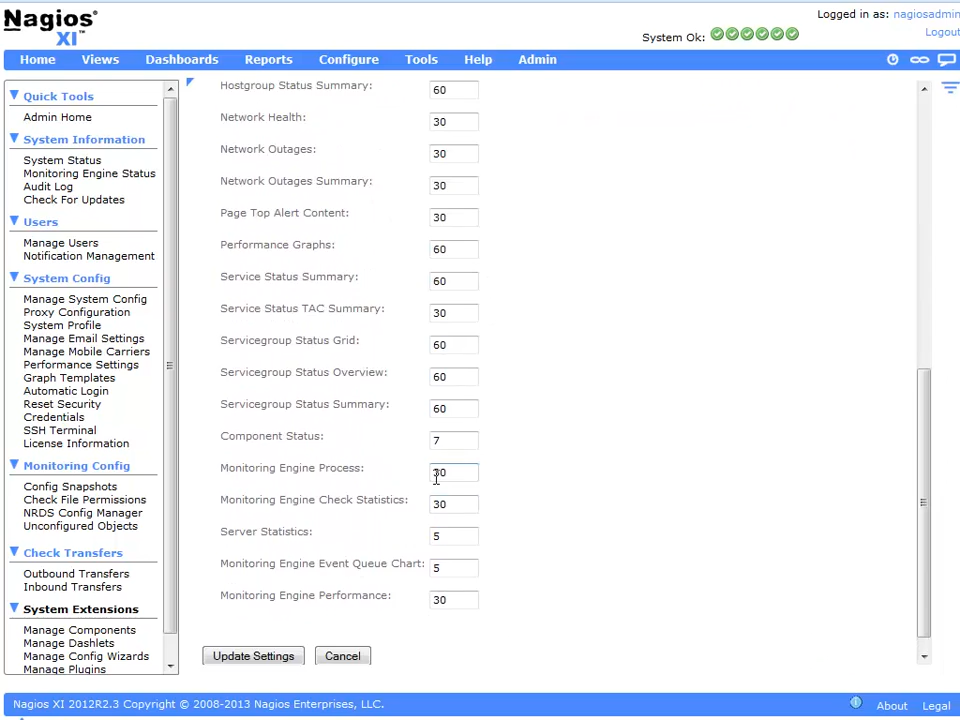 Nagios®
XI™
Logged in as: nagiosadmin
System Ok:
Logout
Home Views Dashboards Reports Configure Tools Help Admin
Quick Tools
Admin Home
System Information
System Status
Monitoring Engine Status
Audit Log
Check For Updates
Users
Manage Users
Notification Management
System Config
Manage System Config
Proxy Configuration
System Profile
Manage Email Settings
Manage Mobile Carriers
Performance Settings
Graph Templates
Automatic Login
Reset Security
Credentials
SSH Terminal
License Information
Monitoring Config
Config Snapshots
Check File Permissions
NRDS Config Manager
Unconfigured Objects
Check Transfers
Outbound Transfers
Inbound Transfers
System Extensions
Manage Components
Manage Dashlets
Manage Config Wizards
Manage Plugins
Hostgroup Status Summary: 60
Network Health: 30
Network Outages: 30
Network Outages Summary: 30
Page Top Alert Content: 30
Performance Graphs: 60
Service Status Summary: 60
Service Status TAC Summary: 30
Servicegroup Status Grid: 60
Servicegroup Status Overview: 60
Servicegroup Status Summary: 60
Component Status: 7
Monitoring Engine Process: 30
Monitoring Engine Check Statistics: 30
Server Statistics: 5
Monitoring Engine Event Queue Chart: 5
Monitoring Engine Performance: 30
Update Settings Cancel
Nagios XI 2012R2.3 Copyright © 2008-2013 Nagios Enterprises, LLC.
About Legal